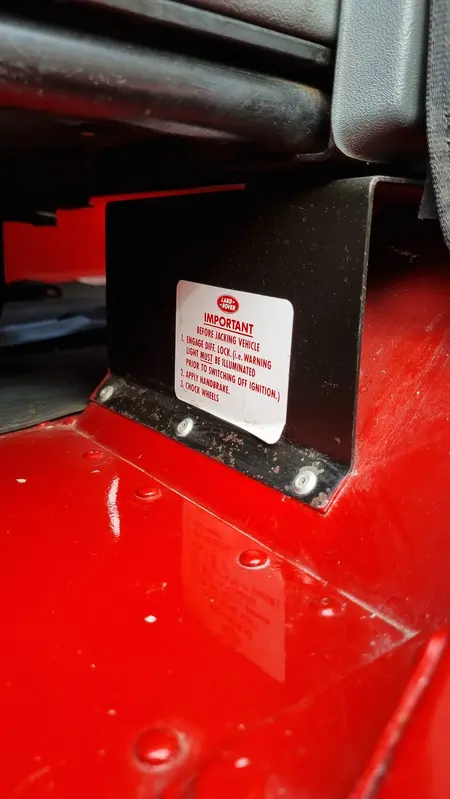 LAND-
-ROVER
IMPORTANT
BEFORE JACKING VEHICLE
1. ENGAGE DIFF. LOCK.(i.e. WARNING
LIGHT MUST BE ILLUMINATED
PRIOR TO SWITCHING OFF IGNITION.)
2. APPLY HANDBRAKE.
3. CHOCK WHEELS